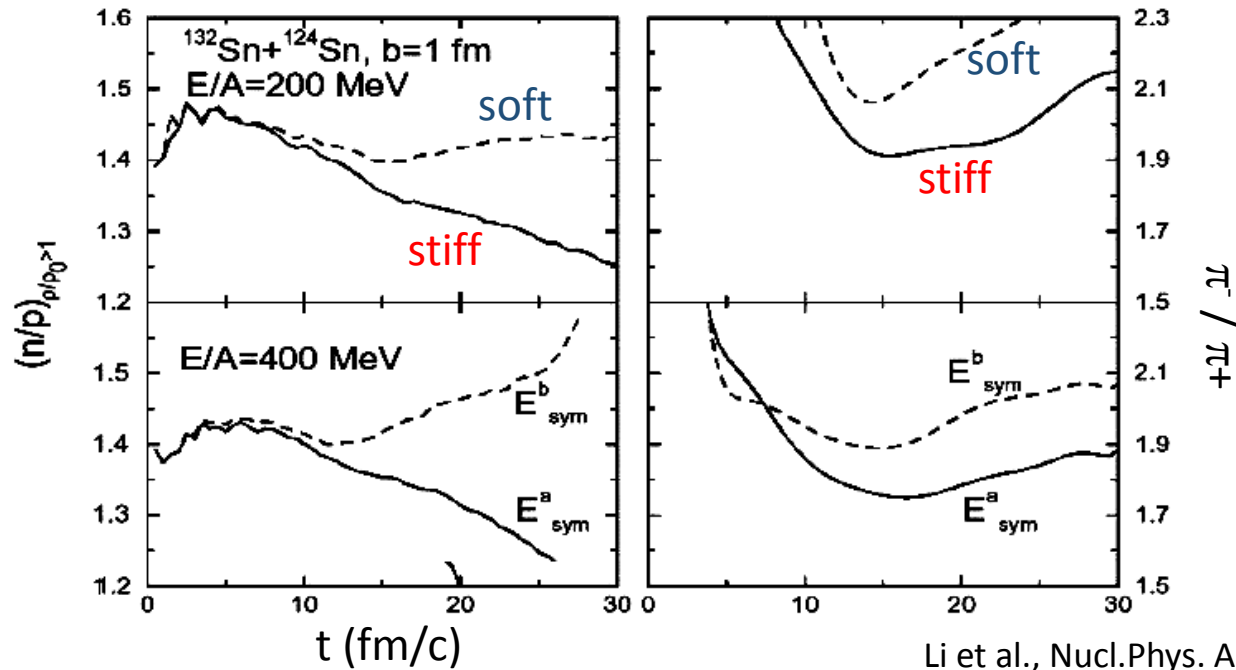 1.6
1.5
1.4
1.3
1.2
1.5
1.4
1.3
1.2
(n/p)ρ/ρ₀>1
¹³²Sn+¹²⁴Sn, b=1 fm
E/A=200 MeV
soft
stiff
E/A=400 MeV
Eᵇsym
Eᵃsym
0 10 20 30
t (fm/c)
soft
stiff
Eᵇsym
Eᵃsym
0 10 20 30
2.3
2.1
1.9
1.7
1.5
2.1
1.9
1.7
1.5
π⁻ / π+
Li et al., Nucl.Phys. A